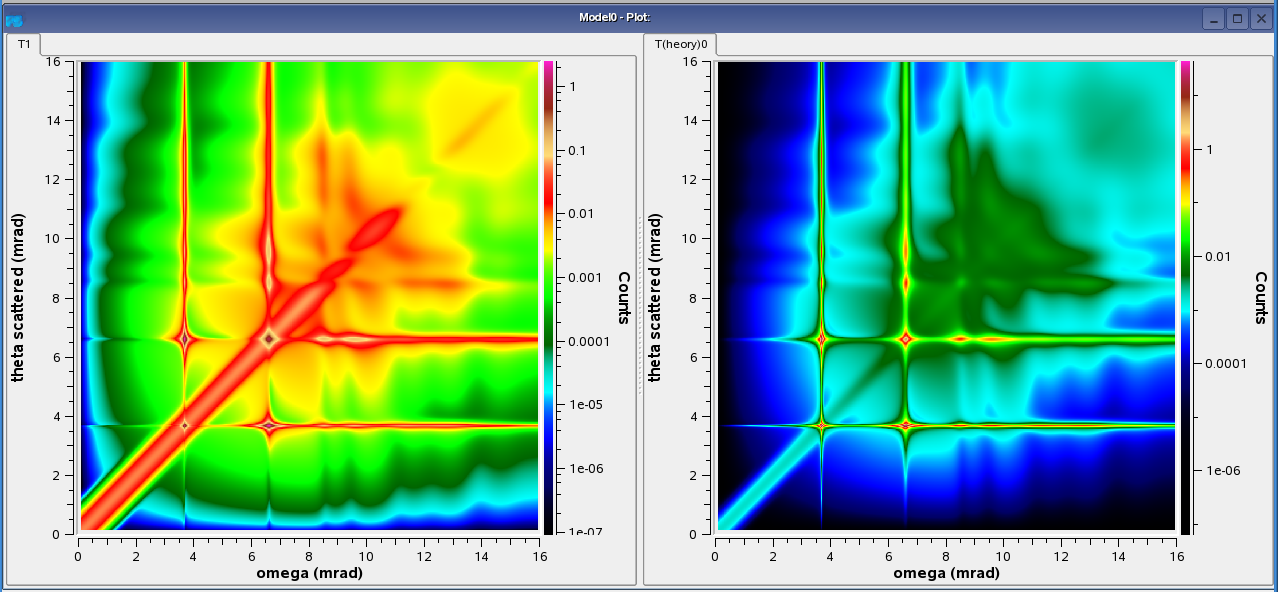 Model0 - Plot:
T1
T(heory)0
16
14
12
10
8
6
4
2
0
theta scattered (mrad)
0 2 4 6 8 10 12 14 16
omega (mrad)
1
0.1
0.01
0.001
0.0001
1e-05
1e-06
1e-07
Counts
16
14
12
10
8
6
4
2
0
theta scattered (mrad)
0 2 4 6 8 10 12 14 16
omega (mrad)
1
0.01
0.0001
1e-06
Counts